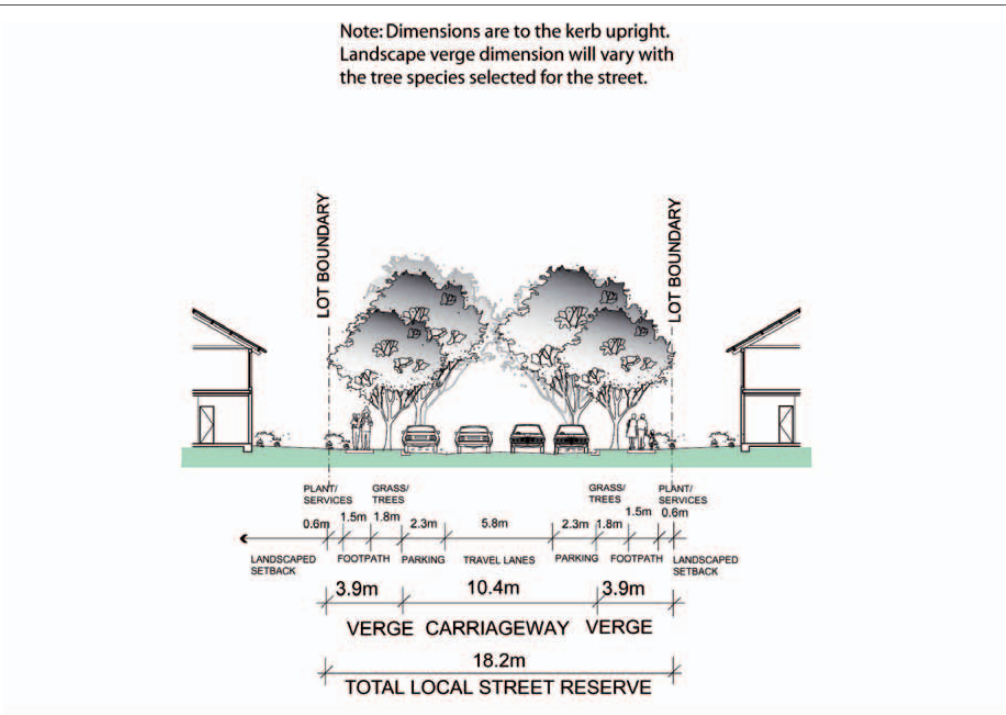 Note: Dimensions are to the kerb upright.
Landscape verge dimension will vary with
the tree species selected for the street.
LOT BOUNDARY
LOT BOUNDARY
PLANT/
SERVICES
GRASS/
TREES
GRASS/
TREES
PLANT/
SERVICES
0.6m 1.5m 1.8m 2.3m 5.8m 2.3m 1.8m 1.5m 0.6m
LANDSCAPED
SETBACK
FOOTPATH PARKING TRAVEL LANES PARKING FOOTPATH
LANDSCAPED
SETBACK
3.9m 10.4m 3.9m
VERGE CARRIAGEWAY VERGE
18.2m
TOTAL LOCAL STREET RESERVE